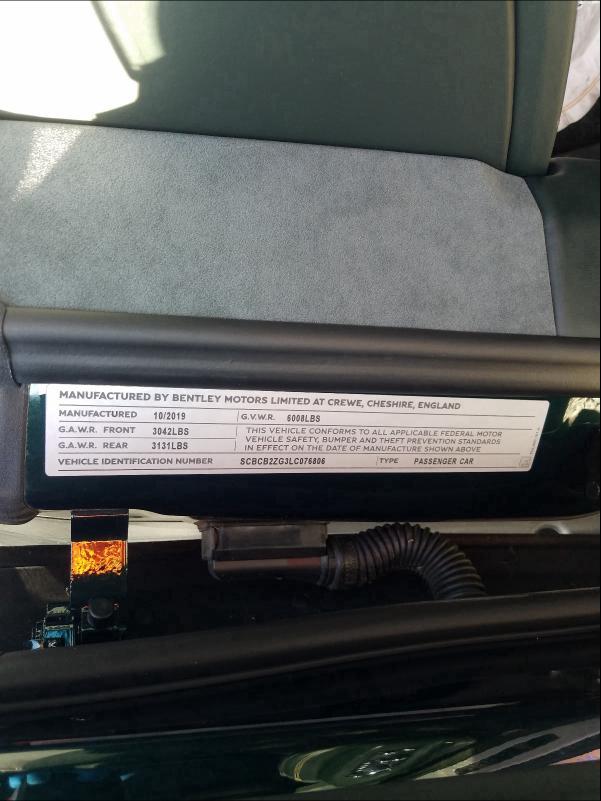 MANUFACTURED BY BENTLEY MOTORS LIMITED AT CREWE, CHESHIRE, ENGLAND
MANUFACTURED 10/2019 G.V.W.R. 6008LBS
G.A.W.R. FRONT 3042LBS
G.A.W.R. REAR 3131LBS
THIS VEHICLE CONFORMS TO ALL APPLICABLE FEDERAL MOTOR
VEHICLE SAFETY, BUMPER AND THEFT PREVENTION STANDARDS
IN EFFECT ON THE DATE OF MANUFACTURE SHOWN ABOVE
VEHICLE IDENTIFICATION NUMBER SCBCB2ZG3LC076806 TYPE PASSENGER CAR